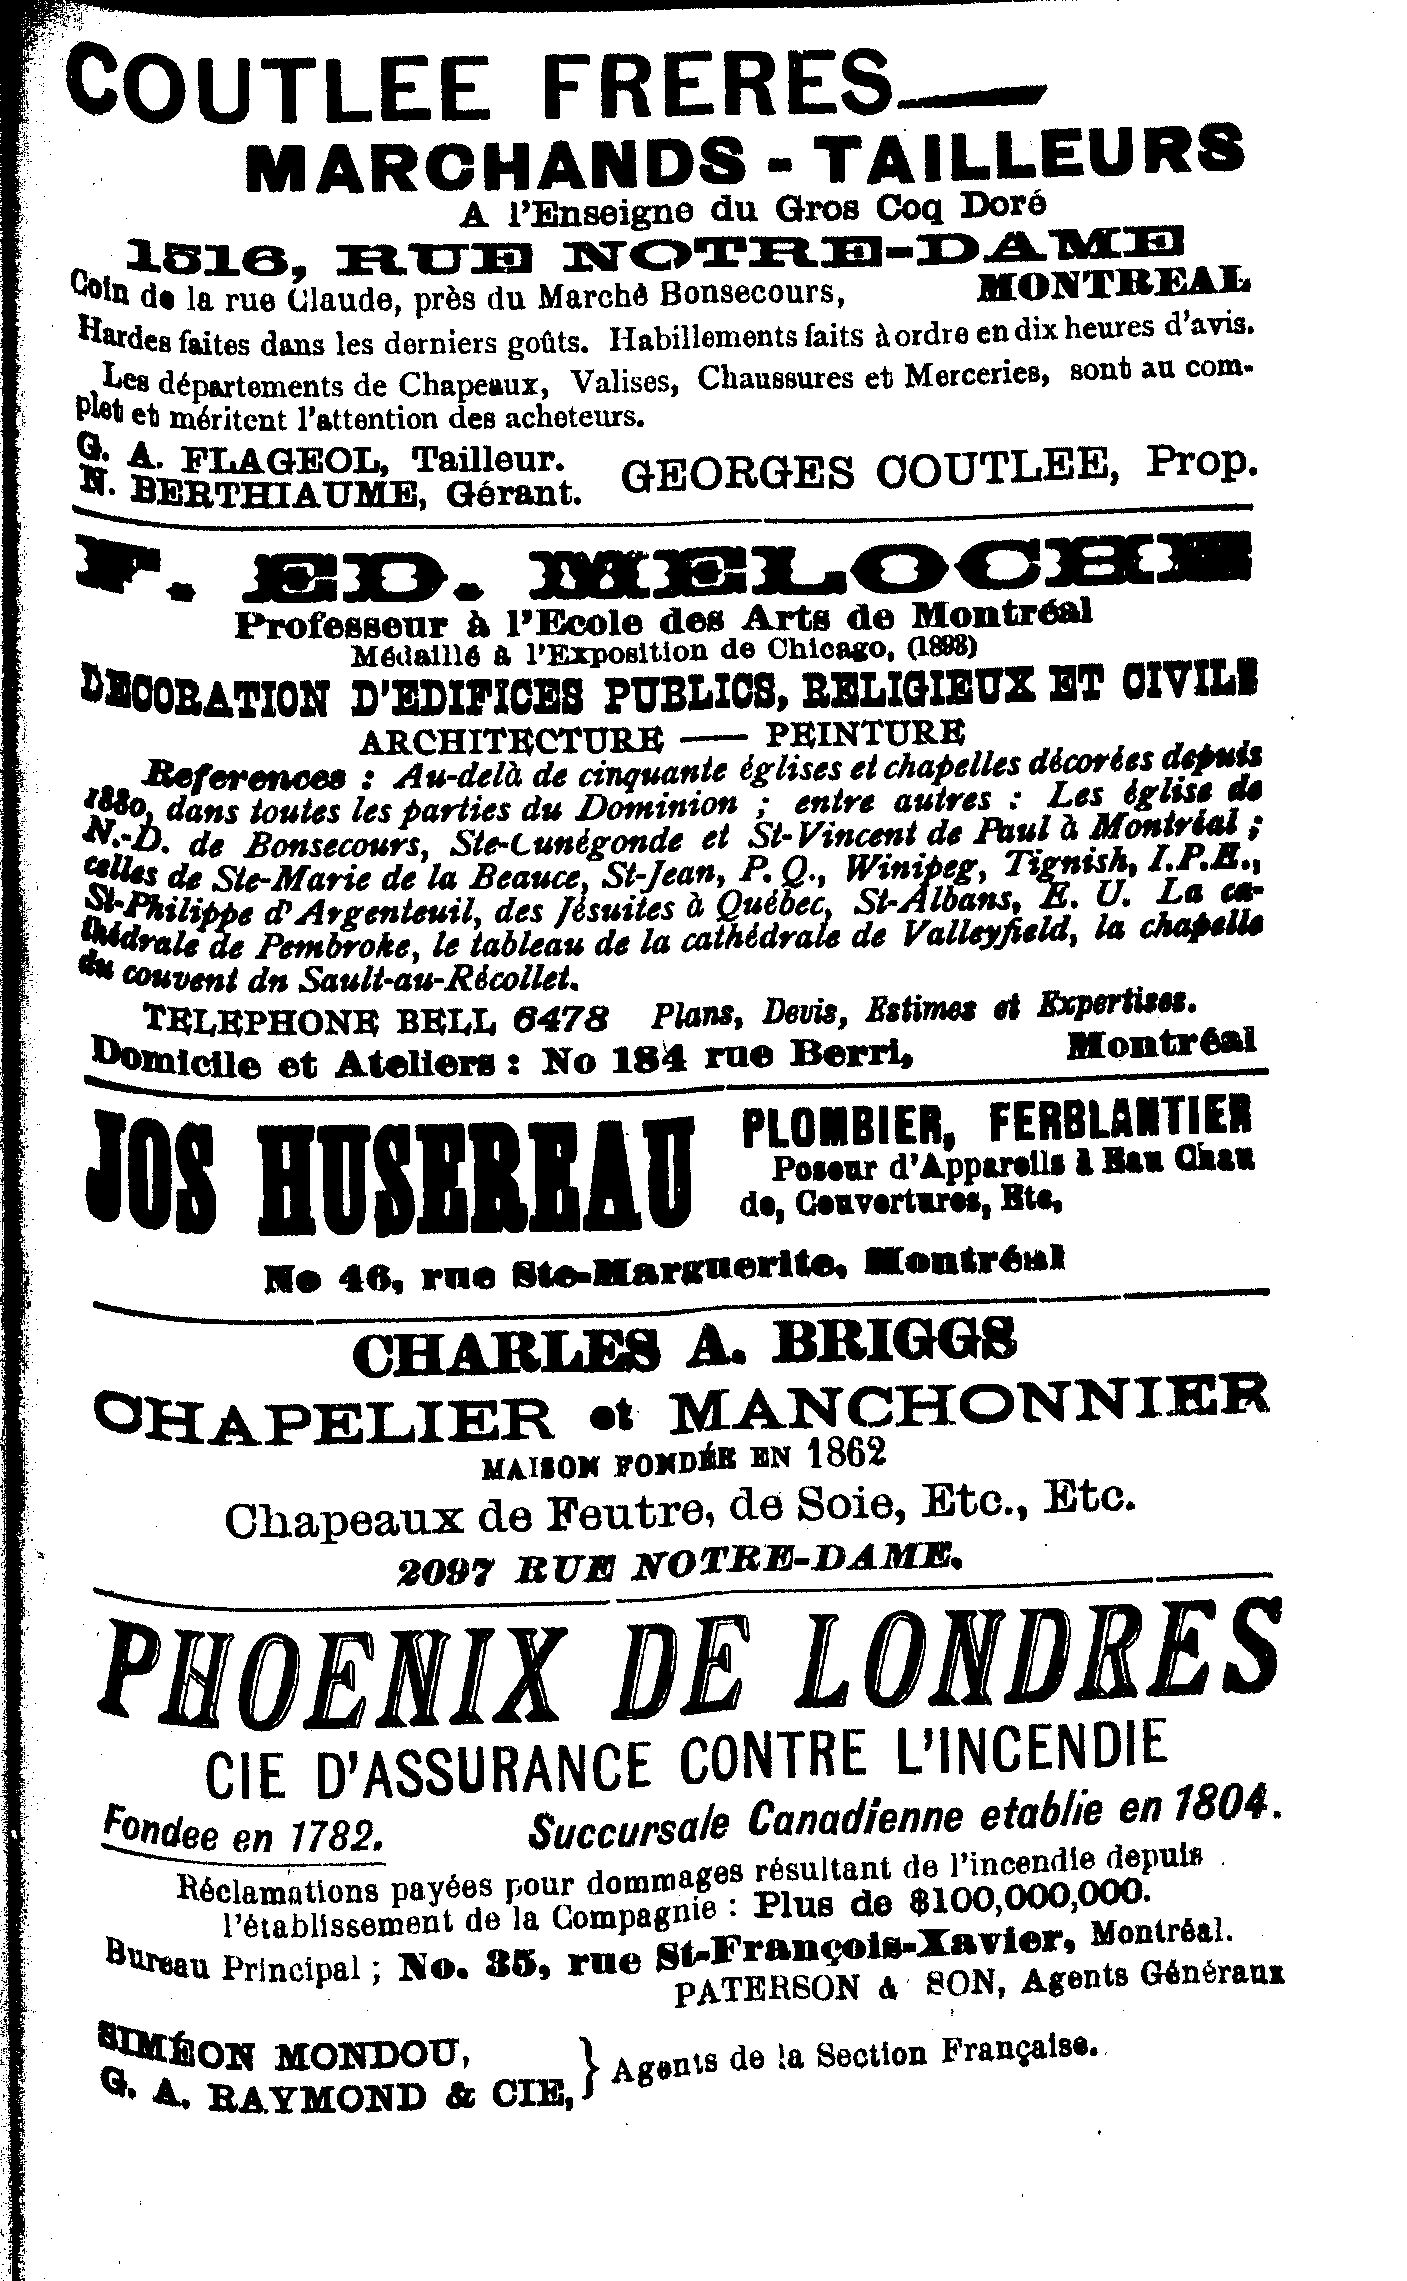 COUTLEE FRERES—
MARCHANDS - TAILLEURS
A l'Enseigne du Gros Coq Doré
1516, RUE NOTRE-DAME
Coin de la rue Claude, près du Marché Bonsecours, MONTREAL
Hardes faites dans les derniers goûts. Habillements faits à ordre en dix heures d'avis.
Les départements de Chapeaux, Valises, Chaussures et Merceries, sont au com-
plet et méritent l'attention des acheteurs.
G. A. FLAGEOL, Tailleur.
N. BERTHIAUME, Gérant. GEORGES COUTLEE, Prop.
F. ED. MELOCHE
Professeur à l'Ecole des Arts de Montréal
Médaillé à l'Exposition de Chicago, (1893)
DECORATION D'EDIFICES PUBLICS, RELIGIEUX ET CIVILS
ARCHITECTURE — PEINTURE
References : Au-delà de cinquante églises et chapelles décorées depuis
1880, dans toutes les parties du Dominion ; entre autres : Les église de
N.-D. de Bonsecours, Ste-Cunégonde et St-Vincent de Paul à Montréal ;
celles de Ste-Marie de la Beauce, St-Jean, P. Q., Winipeg, Tignish, I.P.E.,
St-Philippe d'Argenteuil, des Jésuites à Québec, St-Albans, E. U. La ca-
thédrale de Pembroke, le tableau de la cathédrale de Valleyfield, la chapelle
du couvent dn Sault-au-Récollet.
TELEPHONE BELL 6478 Plans, Devis, Estimes et Expertises.
Domicile et Ateliers : No 184 rue Berri, Montréal
JOS HUSEREAU PLOMBIER, FERBLANTIER
Poseur d'Appareils à Eau Chau
de, Couvertures, Etc,
No 46, rue Ste-Marguerite, Montréal
CHARLES A. BRIGGS
CHAPELIER et MANCHONNIER
MAISON FONDÉE EN 1862
Chapeaux de Feutre, de Soie, Etc., Etc.
2097 RUE NOTRE-DAME.
PHOENIX DE LONDRES
CIE D'ASSURANCE CONTRE L'INCENDIE
Fondee en 1782. Succursale Canadienne etablie en 1804.
Réclamations payées pour dommages résultant de l'incendie depuis
l'établissement de la Compagnie : Plus de $100,000,000.
Bureau Principal ; No. 35, rue St-François-Xavier, Montréal.
PATERSON & SON, Agents Généraux
SIMÉON MONDOU,
G. A. RAYMOND & CIE, } Agents de la Section Française.